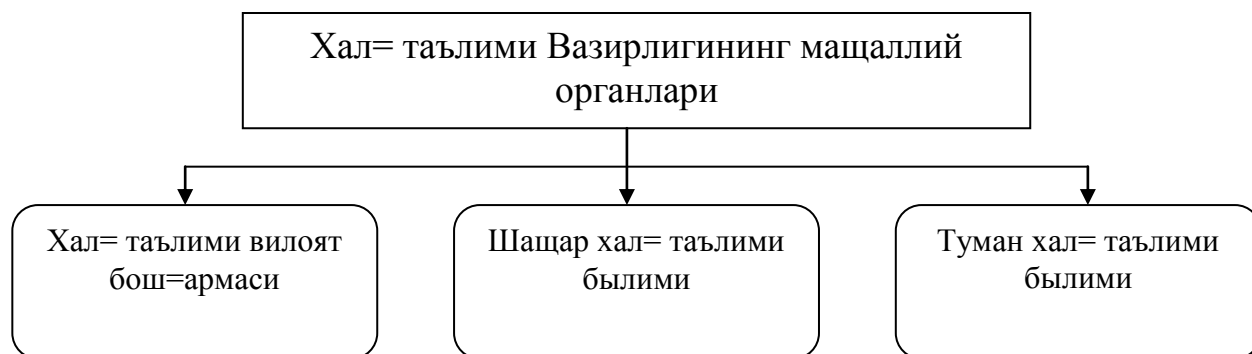 Хал= таълими Вазирлигининг мащаллий
органлари
Хал= таълими вилоят
бош=армаси
Шащар хал= таълими
былими
Туман хал= таълими
былими